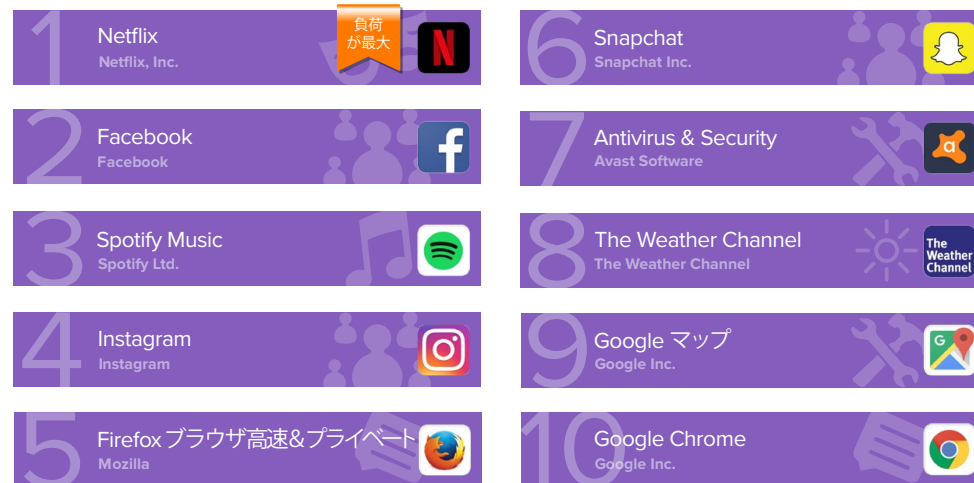 1
Netflix
Netflix, Inc.
負荷
が最大
N
2
Facebook
Facebook
f
3
Spotify Music
Spotify Ltd.
4
Instagram
Instagram
5
Firefox ブラウザ高速&プライベート
Mozilla
6
Snapchat
Snapchat Inc.
7
Antivirus & Security
Avast Software
a
8
The Weather Channel
The Weather Channel
The
Weather
Channel
9
Google マップ
Google Inc.
G
10
Google Chrome
Google Inc.